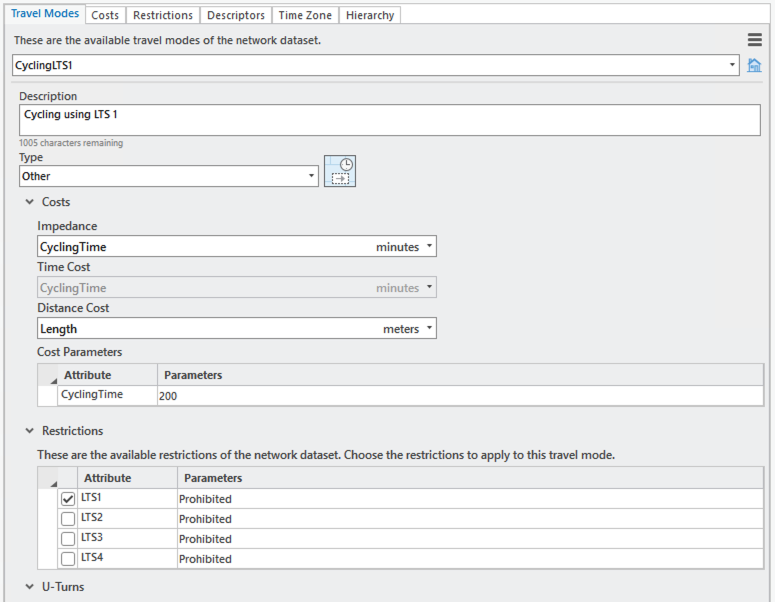 Travel Modes Costs Restrictions Descriptors Time Zone Hierarchy
These are the available travel modes of the network dataset.
CyclingLTS1
Description
Cycling using LTS 1
1005 characters remaining
Type
Other
Costs
Impedance
CyclingTime minutes
Time Cost
CyclingTime minutes
Distance Cost
Length meters
Cost Parameters
Attribute Parameters
CyclingTime 200
Restrictions
These are the available restrictions of the network dataset. Choose the restrictions to apply to this travel mode.
Attribute Parameters
LTS1 Prohibited
LTS2 Prohibited
LTS3 Prohibited
LTS4 Prohibited
U-Turns